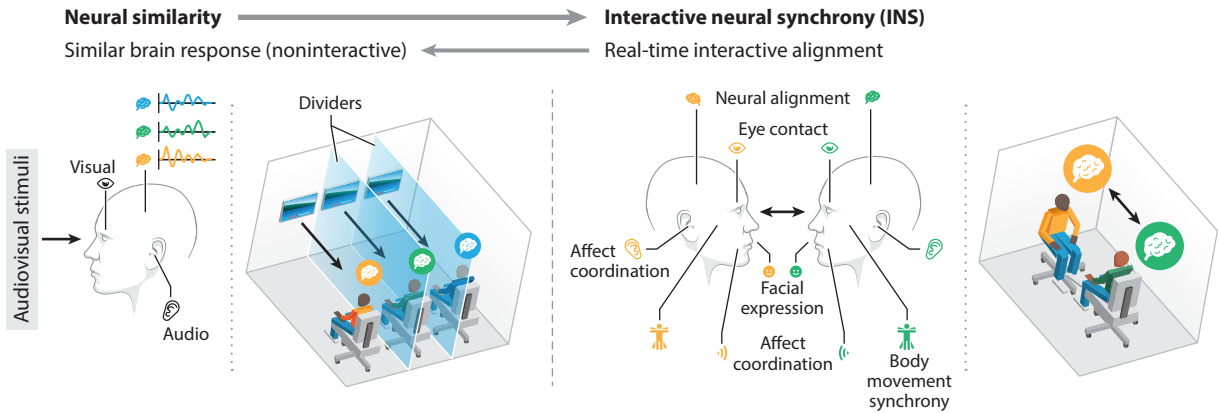 Neural similarity
Interactive neural synchrony (INS)
Similar brain response (noninteractive)
Real-time interactive alignment
Audiovisual stimuli
Visual
Audio
Dividers
Neural alignment
Eye contact
Affect
coordination
Facial
expression
Affect
coordination
Body
movement
synchrony